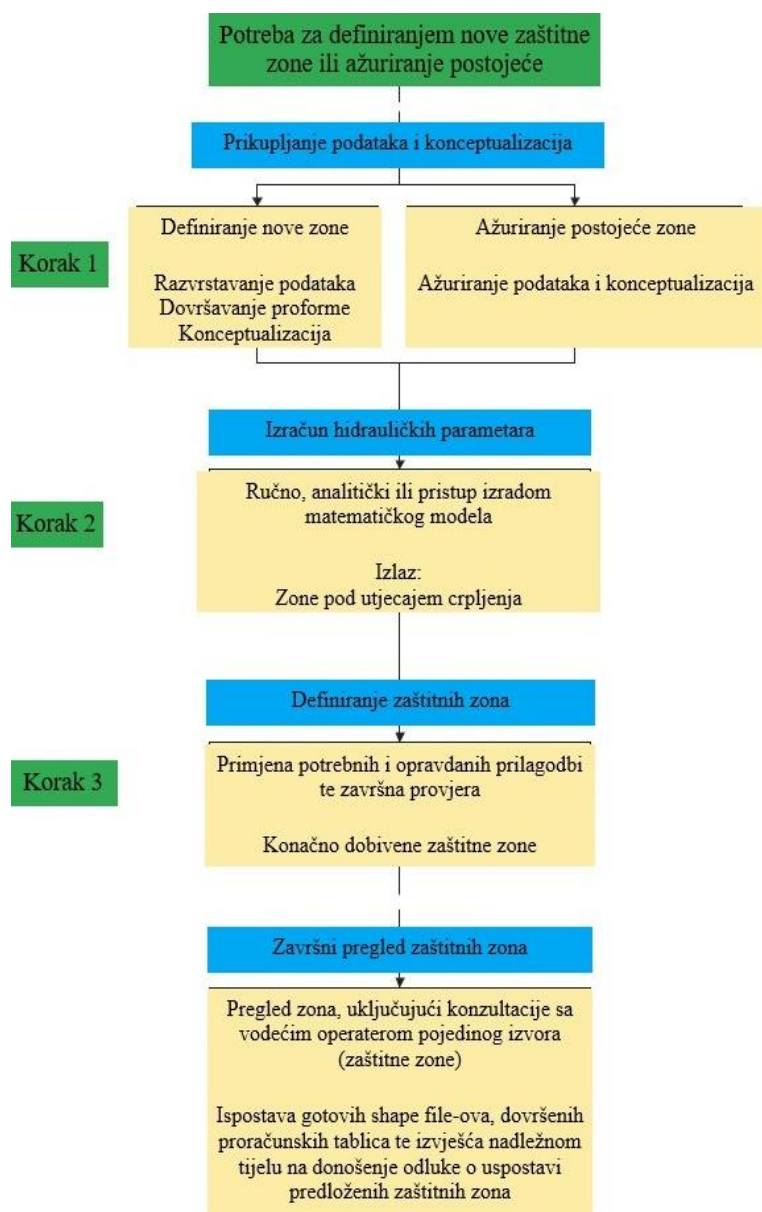 Potreba za definiranjem nove zaštitne
zone ili ažuriranje postojeće
Prikupljanje podataka i konceptualizacija
Korak 1
Definiranje nove zone
Razvrstavanje podataka
Dovršavanje proforme
Konceptualizacija
Ažuriranje postojeće zone
Ažuriranje podataka i konceptualizacija
Izračun hidrauličkih parametara
Korak 2
Ručno, analitički ili pristup izradom
matematičkog modela
Izlaz:
Zone pod utjecajem crpljenja
Definiranje zaštitnih zona
Korak 3
Primjena potrebnih i opravdanih prilagodbi
te završna provjera
Konačno dobivene zaštitne zone
Završni pregled zaštitnih zona
Pregled zona, uključujući konzultacije sa
vodećim operaterom pojedinog izvora
(zaštitne zone)
Ispostava gotovih shape file-ova, dovršenih
proračunskih tablica te izvješća nadležnom
tijelu na donošenje odluke o uspostavi
predloženih zaštitnih zona